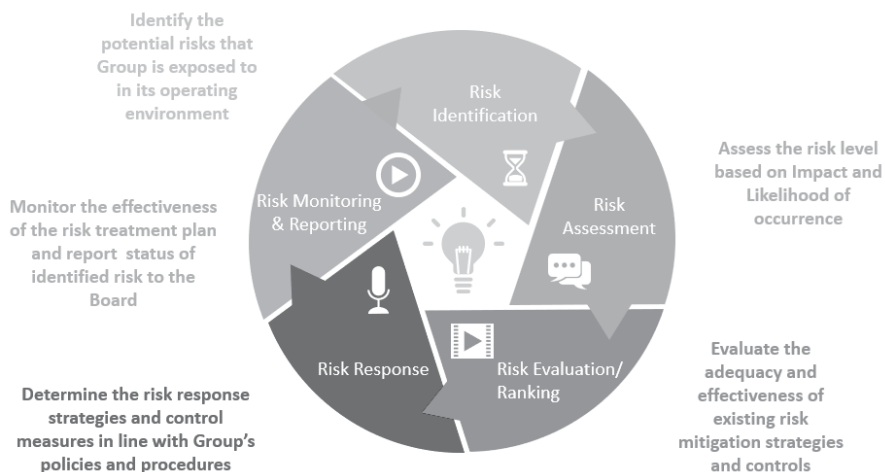 Identify the
potential risks that
Group is exposed to
in its operating
environment
Risk
Identification
Assess the risk level
based on Impact and
Likelihood of
occurrence
Risk
Assessment
Evaluate the
adequacy and
effectiveness of
existing risk
mitigation strategies
and controls
Risk Evaluation/
Ranking
Determine the risk response
strategies and control
measures in line with Group's
policies and procedures
Risk Response
Monitor the effectiveness
of the risk treatment plan
and report status of
identified risk to the
Board
Risk Monitoring
& Reporting